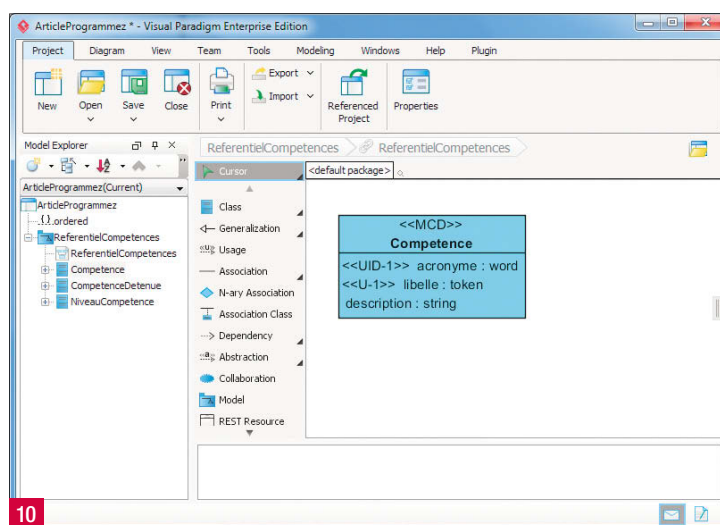 ArticleProgrammez * - Visual Paradigm Enterprise Edition
Project Diagram View Team Tools Modeling Windows Help Plugin
New Open Save Close Print Export Import Referenced Project Properties
Model Explorer
ReferentielCompetences ReferentielCompetences
ArticleProgrammez(Current)
ArticleProgrammez
{ }.ordered
ReferentielCompetences
ReferentielCompetences
Competence
CompetenceDetenue
NiveauCompetence
Cursor
Class
Generalization
Usage
Association
N-ary Association
Association Class
Dependency
Abstraction
Collaboration
Model
REST Resource
<default package>
<<MCD>>
Competence
<<UID-1>> acronyme : word
<<U-1>> libelle : token
description : string
10